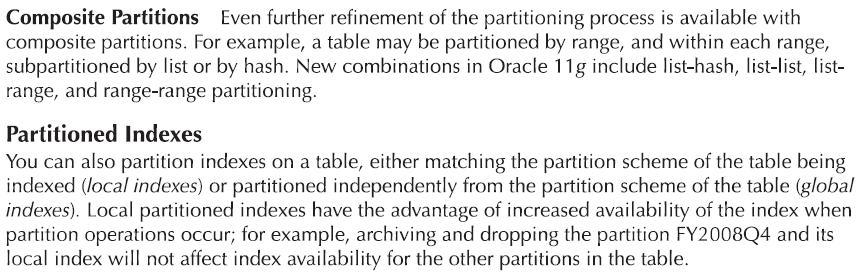 Composite Partitions Even further refinement of the partitioning process is available with
composite partitions. For example, a table may be partitioned by range, and within each range,
subpartitioned by list or by hash. New combinations in Oracle 11g include list-hash, list-list, list-
range, and range-range partitioning.
Partitioned Indexes
You can also partition indexes on a table, either matching the partition scheme of the table being
indexed (local indexes) or partitioned independently from the partition scheme of the table (global
indexes). Local partitioned indexes have the advantage of increased availability of the index when
partition operations occur; for example, archiving and dropping the partition FY2008Q4 and its
local index will not affect index availability for the other partitions in the table.